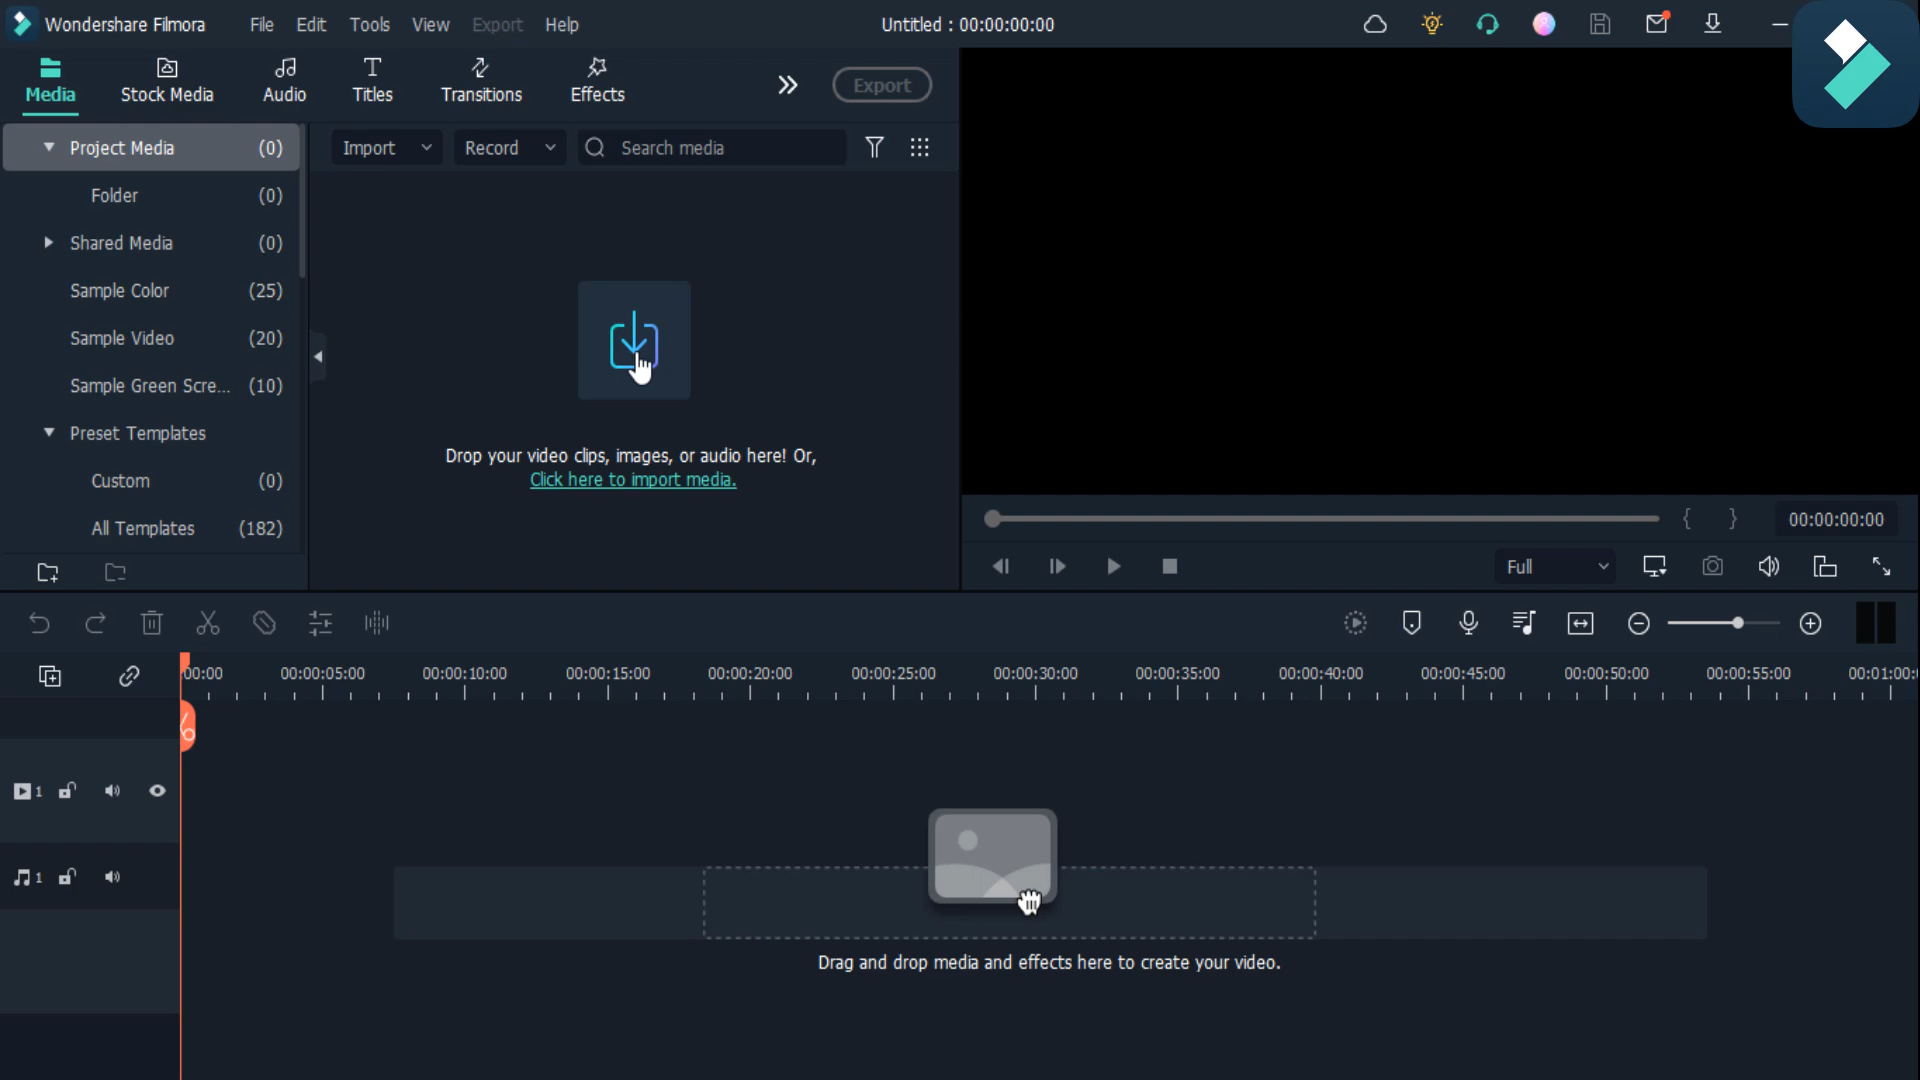 Wondershare Filmora File Edit Tools View Export Help Untitled : 00:00:00:00
Media Stock Media Audio Titles Transitions Effects Export
Project Media (0)
Folder (0)
Shared Media (0)
Sample Color (25)
Sample Video (20)
Sample Green Scre... (10)
Preset Templates
Custom (0)
All Templates (182)
Import Record Search media
Drop your video clips, images, or audio here! Or,
Click here to import media.
{ } 00:00:00:00
Full
00:00 00:00:05:00 00:00:10:00 00:00:15:00 00:00:20:00 00:00:25:00 00:00:30:00 00:00:35:00 00:00:40:00 00:00:45:00 00:00:50:00 00:00:55:00 00:01:00:
1
1
Drag and drop media and effects here to create your video.